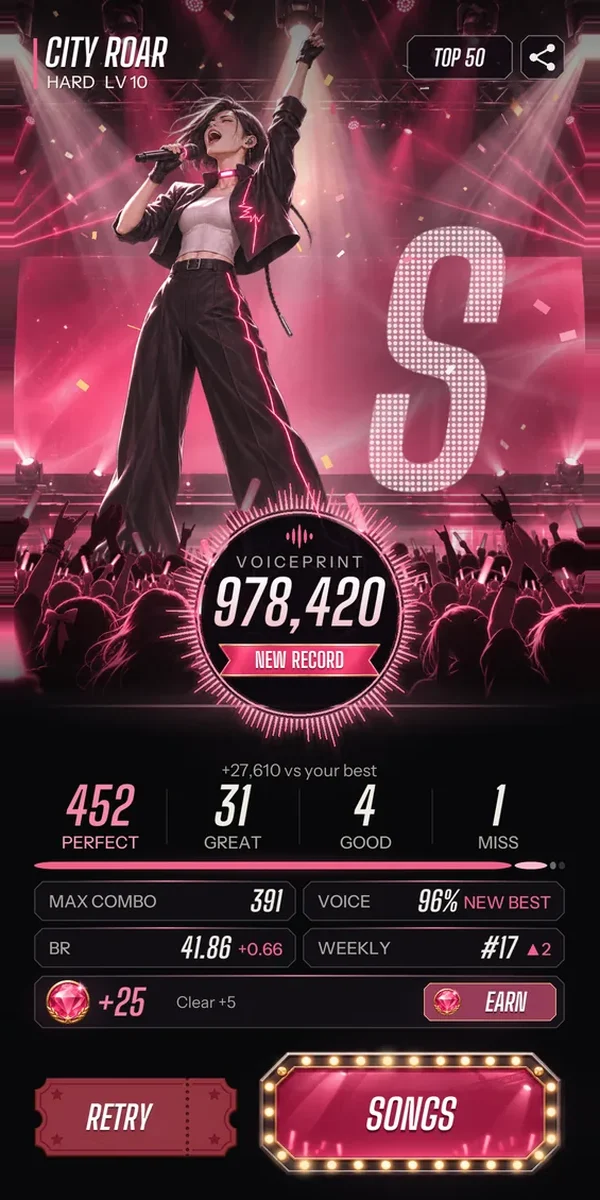 CITY ROAR
HARD LV10
TOP 50
S
VOICEPRINT
978,420
NEW RECORD
+27,610 vs your best
452 31 4 1
PERFECT GREAT GOOD MISS
MAX COMBO 391
VOICE 96% NEW BEST
BR 41.86 +0.66
WEEKLY #17 ▲2
+25 Clear +5 EARN
RETRY
SONGS